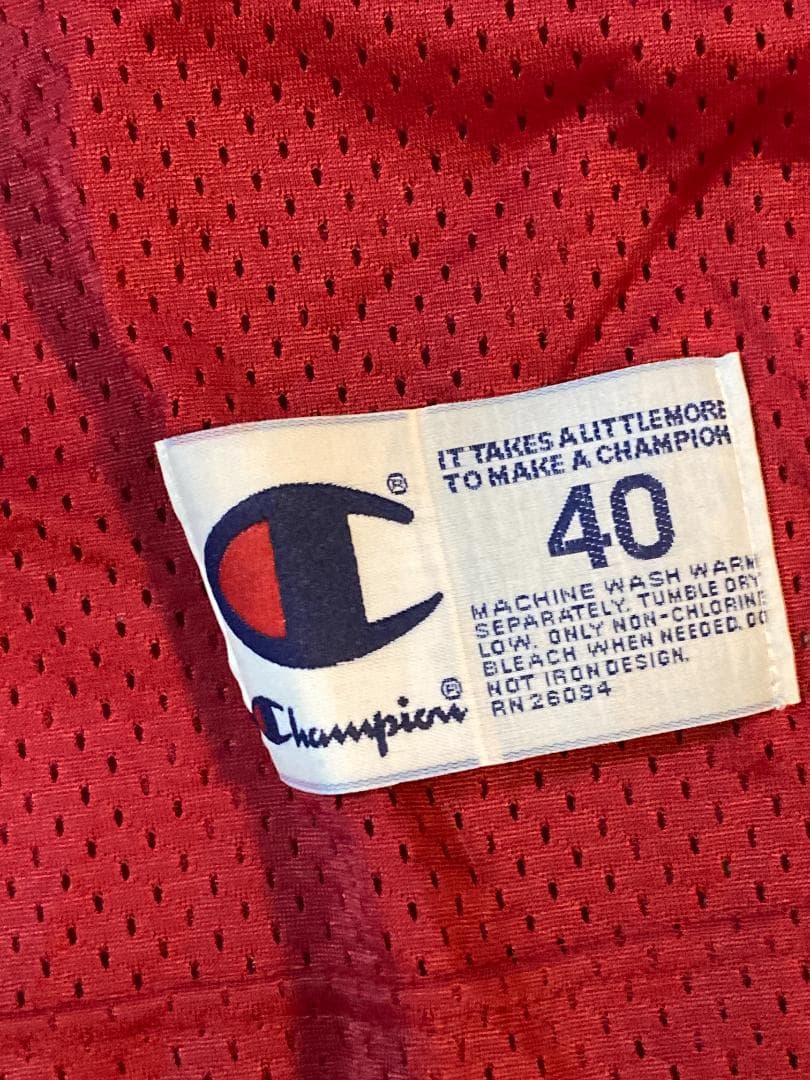 ®
Champion®
IT TAKES A LITTLE MORE
TO MAKE A CHAMPION
40
MACHINE WASH WARM
SEPARATELY. TUMBLE DRY
LOW. ONLY NON-CHLORINE
BLEACH WHEN NEEDED. DO
NOT IRON DESIGN.
RN 26094